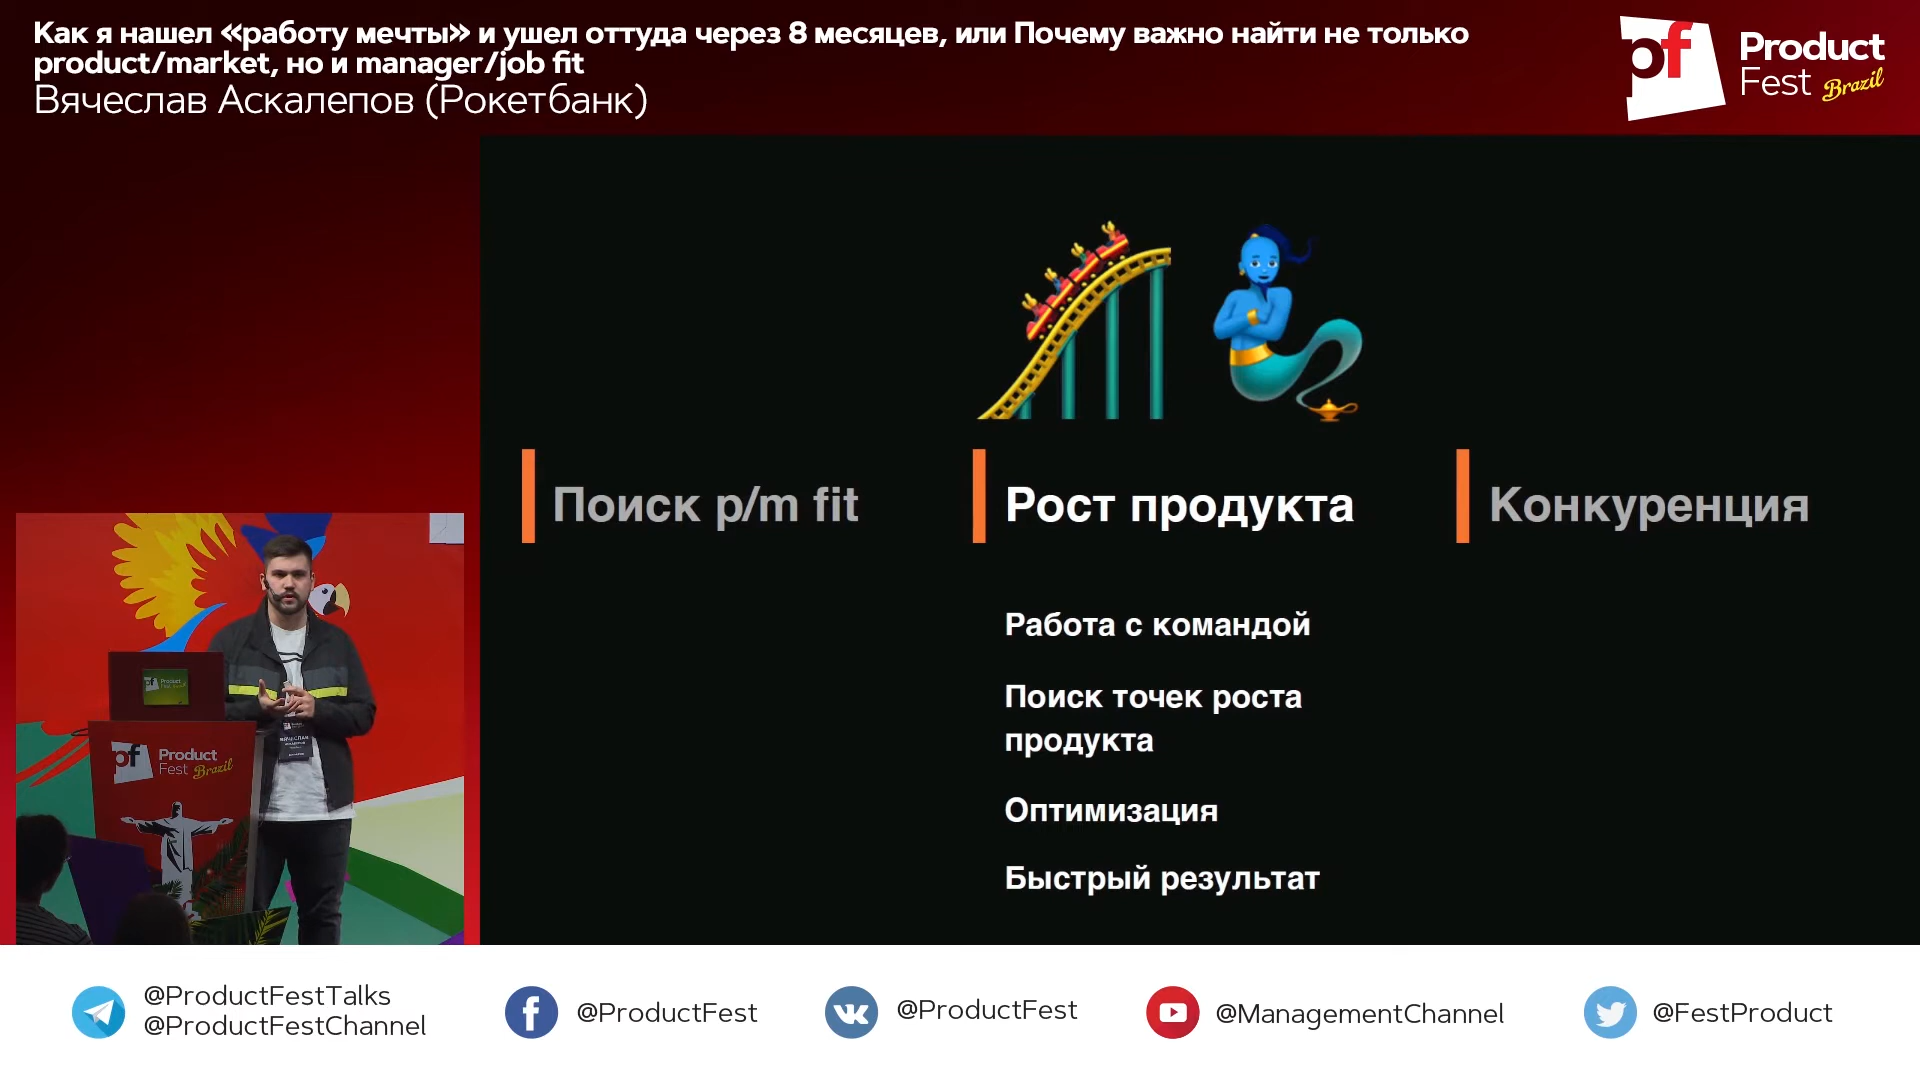 Как я нашел «работу мечты» и ушел оттуда через 8 месяцев, или Почему важно найти не только
product/market, но и manager/job fit
Вячеслав Аскалепов (Рокетбанк)
pf
Product
Fest Brazil
Поиск p/m fit
Рост продукта
Конкуренция
Работа с командой
Поиск точек роста
продукта
Оптимизация
Быстрый результат
pf
Product
Fest Brazil
@ProductFestTalks
@ProductFestChannel
@ProductFest
@ProductFest
@ManagementChannel
@FestProduct